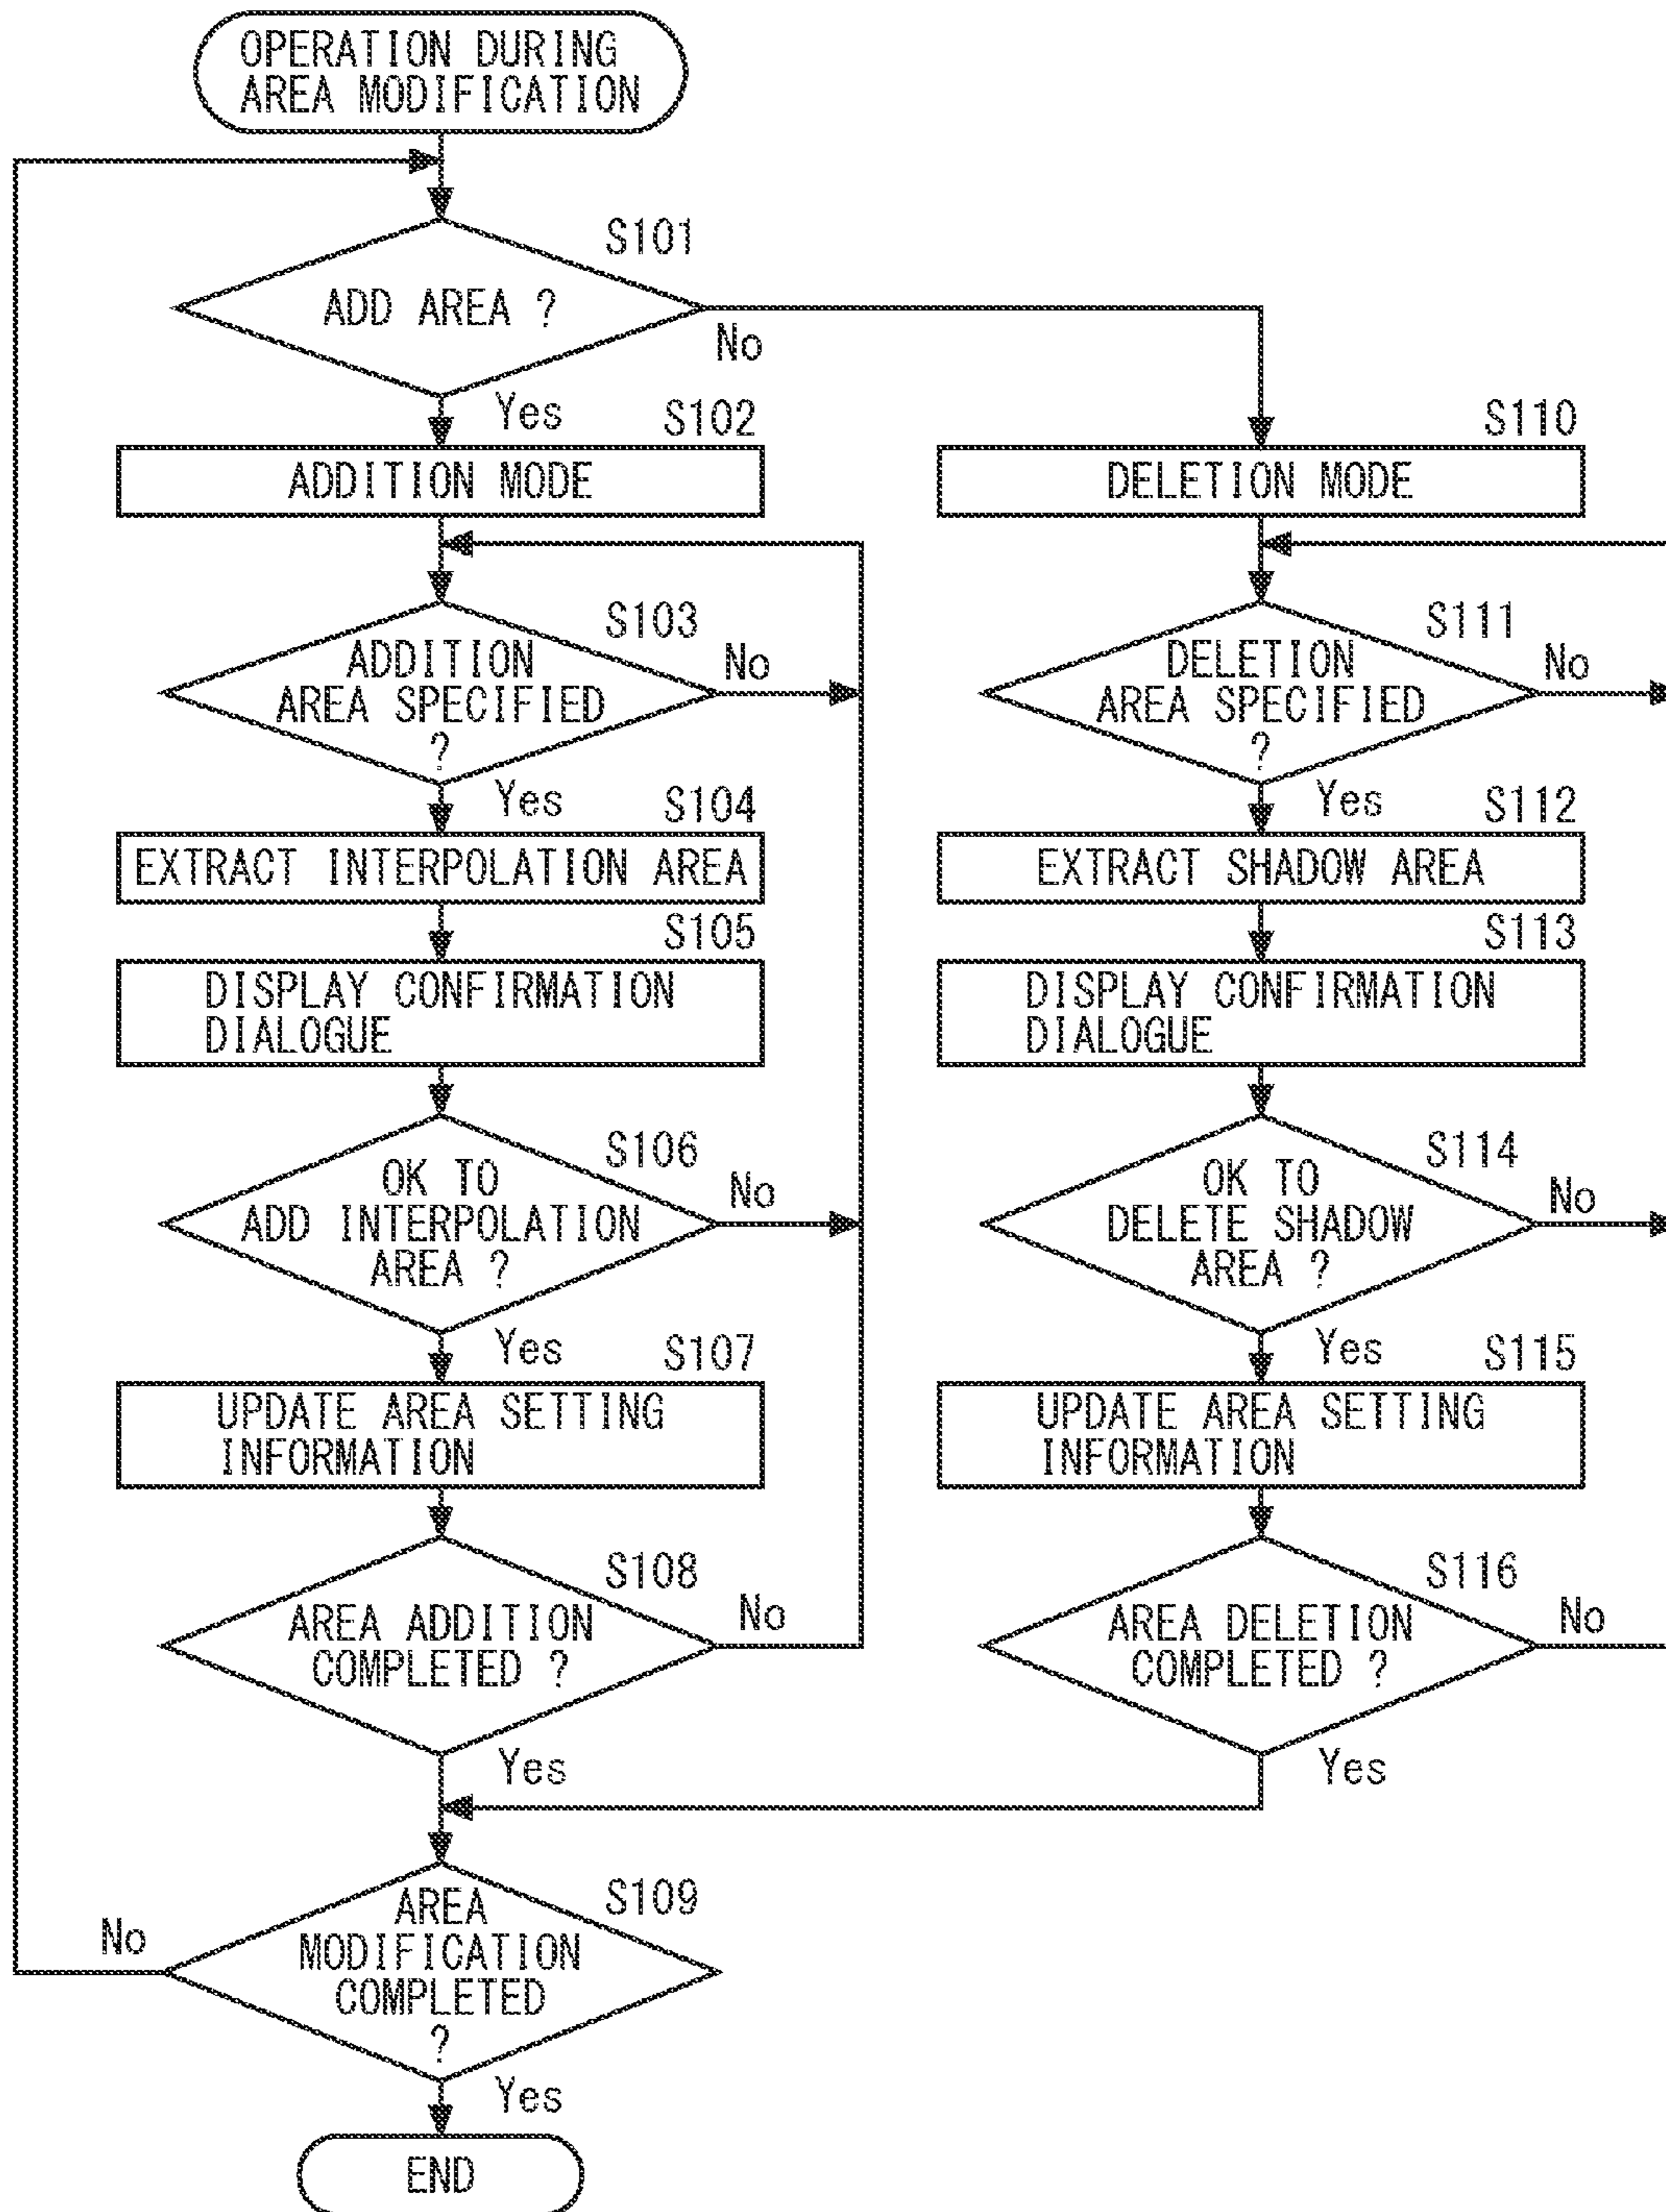 OPERATION DURING
AREA MODIFICATION
S101
ADD AREA ?
No
Yes
S102
ADDITION MODE
S103
ADDITION
AREA SPECIFIED
?
No
Yes
S104
EXTRACT INTERPOLATION AREA
S105
DISPLAY CONFIRMATION
DIALOGUE
S106
OK TO
ADD INTERPOLATION
AREA ?
No
Yes
S107
UPDATE AREA SETTING
INFORMATION
S108
AREA ADDITION
COMPLETED ?
No
Yes
S110
DELETION MODE
S111
DELETION
AREA SPECIFIED
?
No
Yes
S112
EXTRACT SHADOW AREA
S113
DISPLAY CONFIRMATION
DIALOGUE
S114
OK TO
DELETE SHADOW
AREA ?
No
Yes
S115
UPDATE AREA SETTING
INFORMATION
S116
AREA DELETION
COMPLETED ?
No
Yes
S109
AREA
MODIFICATION
COMPLETED
?
No
Yes
END